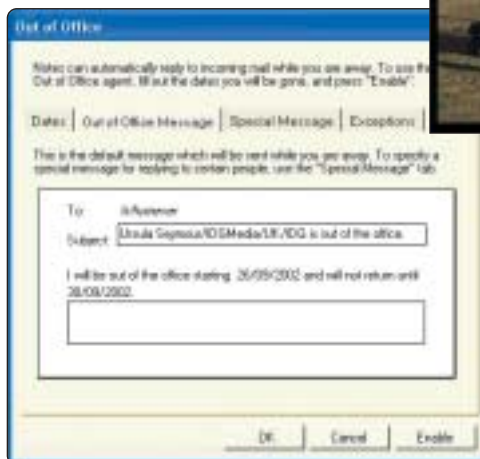 Out of Office
Notes can automatically reply to incoming mail while you are away. To use the
Out of Office agent, fill out the dates you will be gone, and press "Enable".
Dates
Out of Office Message
Special Message
Exceptions
This is the default message which will be sent while you are away. To specify a
special message for replying to certain people, use the "Special Message" tab.
To:
Subject: Ursula Seymour/IDGMedia/UK/IDG is out of the office.
I will be out of the office starting 26/09/2002 and will not return until
30/09/2002.
OK
Cancel
Enable